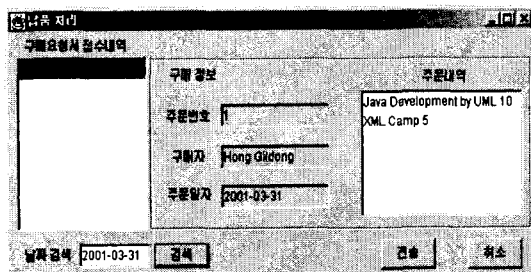 납품 처리
구매요청서 접수내역
구매 정보
주문내역
주문번호 1
구매자 Hong Gildong
주문일자 2001-03-31
Java Development by UML 10
XML Camp 5
날짜 검색 2001-03-31 검색
전송 취소